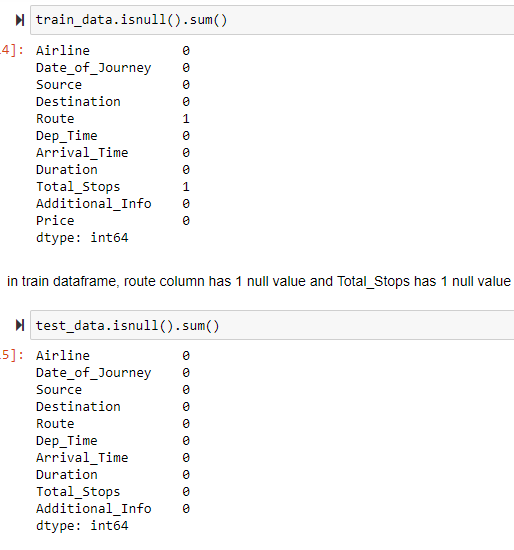 train_data.isnull().sum()
4]: Airline 0
Date_of_Journey 0
Source 0
Destination 0
Route 1
Dep_Time 0
Arrival_Time 0
Duration 0
Total_Stops 1
Additional_Info 0
Price 0
dtype: int64
in train dataframe, route column has 1 null value and Total_Stops has 1 null value
test_data.isnull().sum()
5]: Airline 0
Date_of_Journey 0
Source 0
Destination 0
Route 0
Dep_Time 0
Arrival_Time 0
Duration 0
Total_Stops 0
Additional_Info 0
dtype: int64